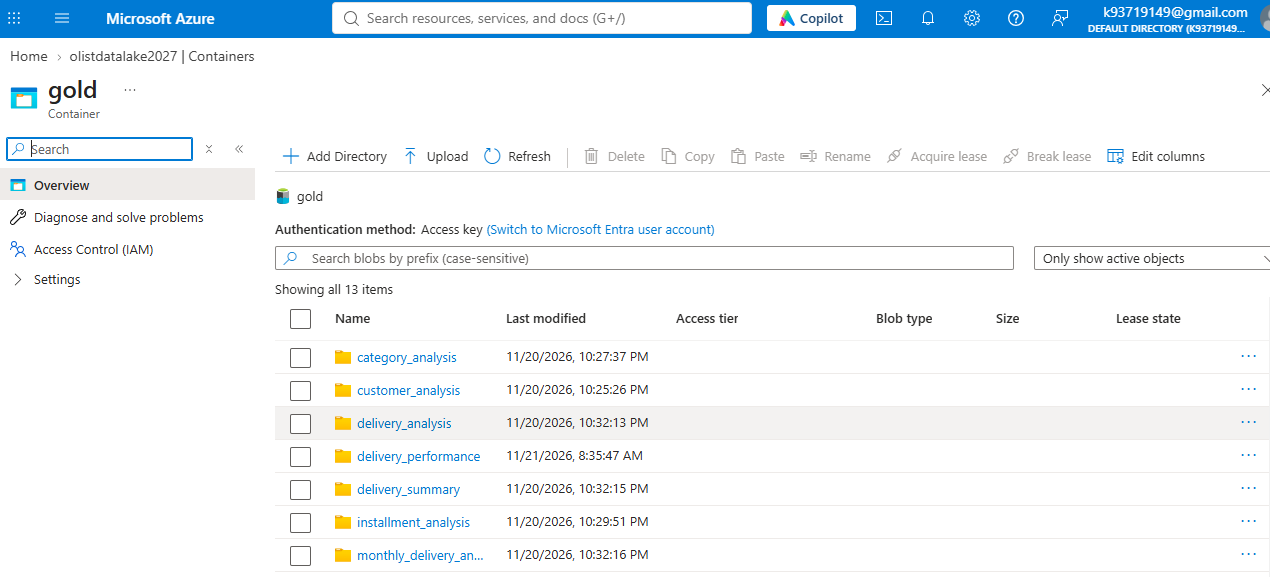 Microsoft Azure
Search resources, services, and docs (G+/)
Copilot
k93719149@gmail.com
DEFAULT DIRECTORY (K93719149...
Home > olistdatalake2027 | Containers
gold ...
Container
Search
Overview
Diagnose and solve problems
Access Control (IAM)
Settings
Add Directory Upload Refresh Delete Copy Paste Rename Acquire lease Break lease Edit columns
gold
Authentication method: Access key (Switch to Microsoft Entra user account)
Search blobs by prefix (case-sensitive) Only show active objects
Showing all 13 items
Name Last modified Access tier Blob type Size Lease state
category_analysis 11/20/2026, 10:27:37 PM ...
customer_analysis 11/20/2026, 10:25:26 PM ...
delivery_analysis 11/20/2026, 10:32:13 PM ...
delivery_performance 11/21/2026, 8:35:47 AM ...
delivery_summary 11/20/2026, 10:32:15 PM ...
installment_analysis 11/20/2026, 10:29:51 PM ...
monthly_delivery_an... 11/20/2026, 10:32:16 PM ...